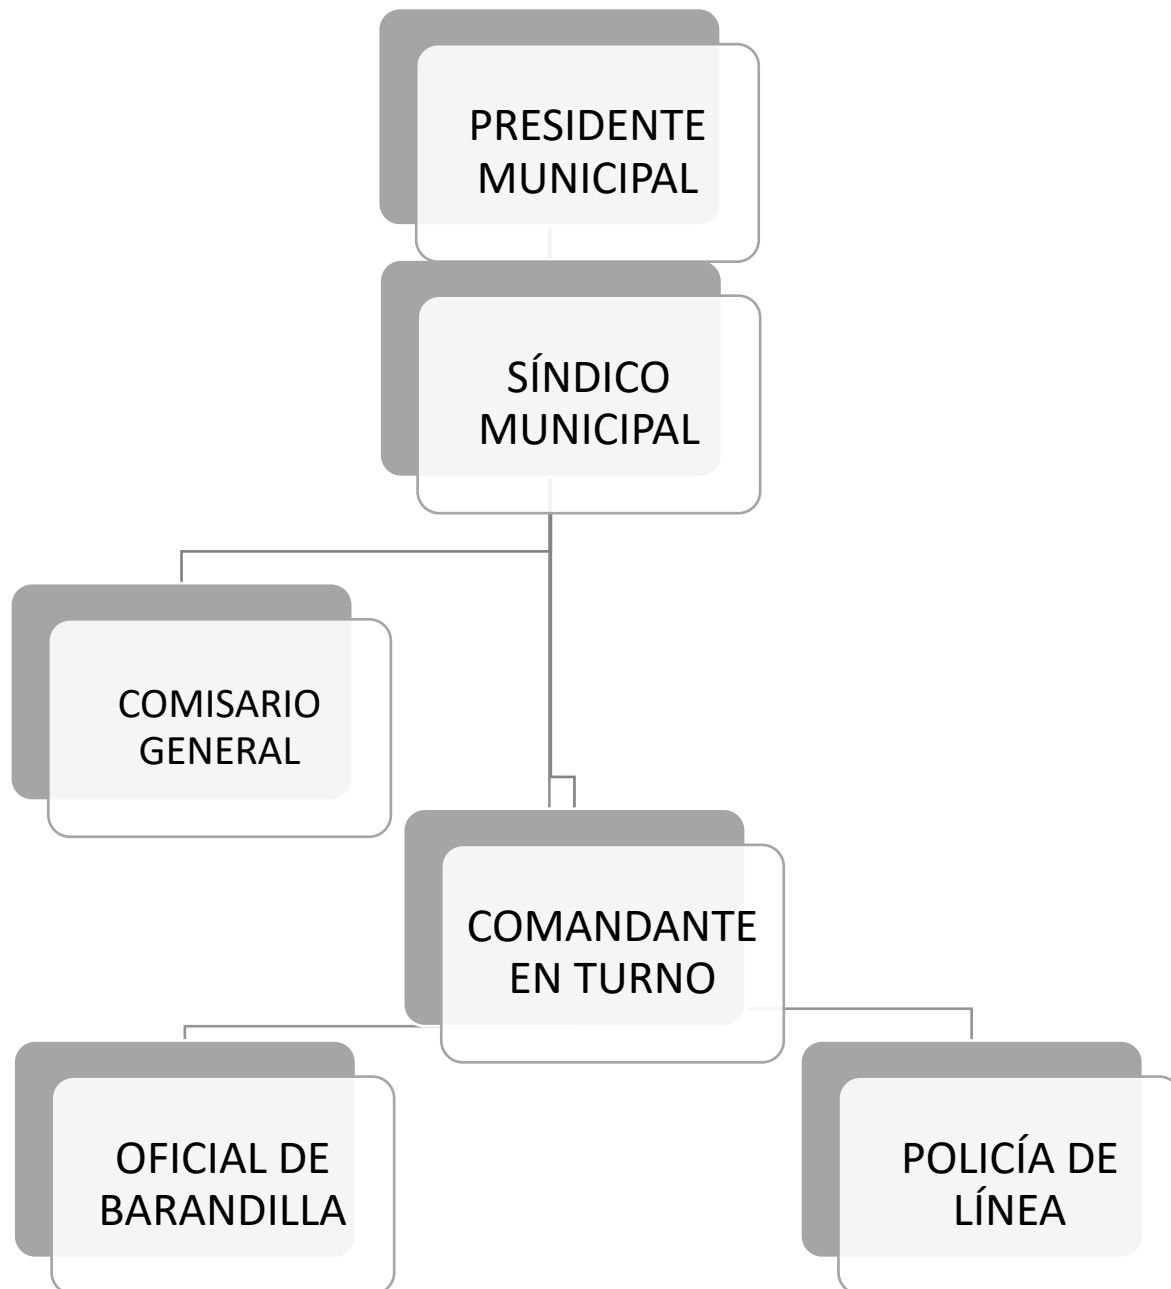 PRESIDENTE
MUNICIPAL
SÍNDICO
MUNICIPAL
COMISARIO
GENERAL
COMANDANTE
EN TURNO
OFICIAL DE
BARANDILLA
POLICÍA DE
LÍNEA